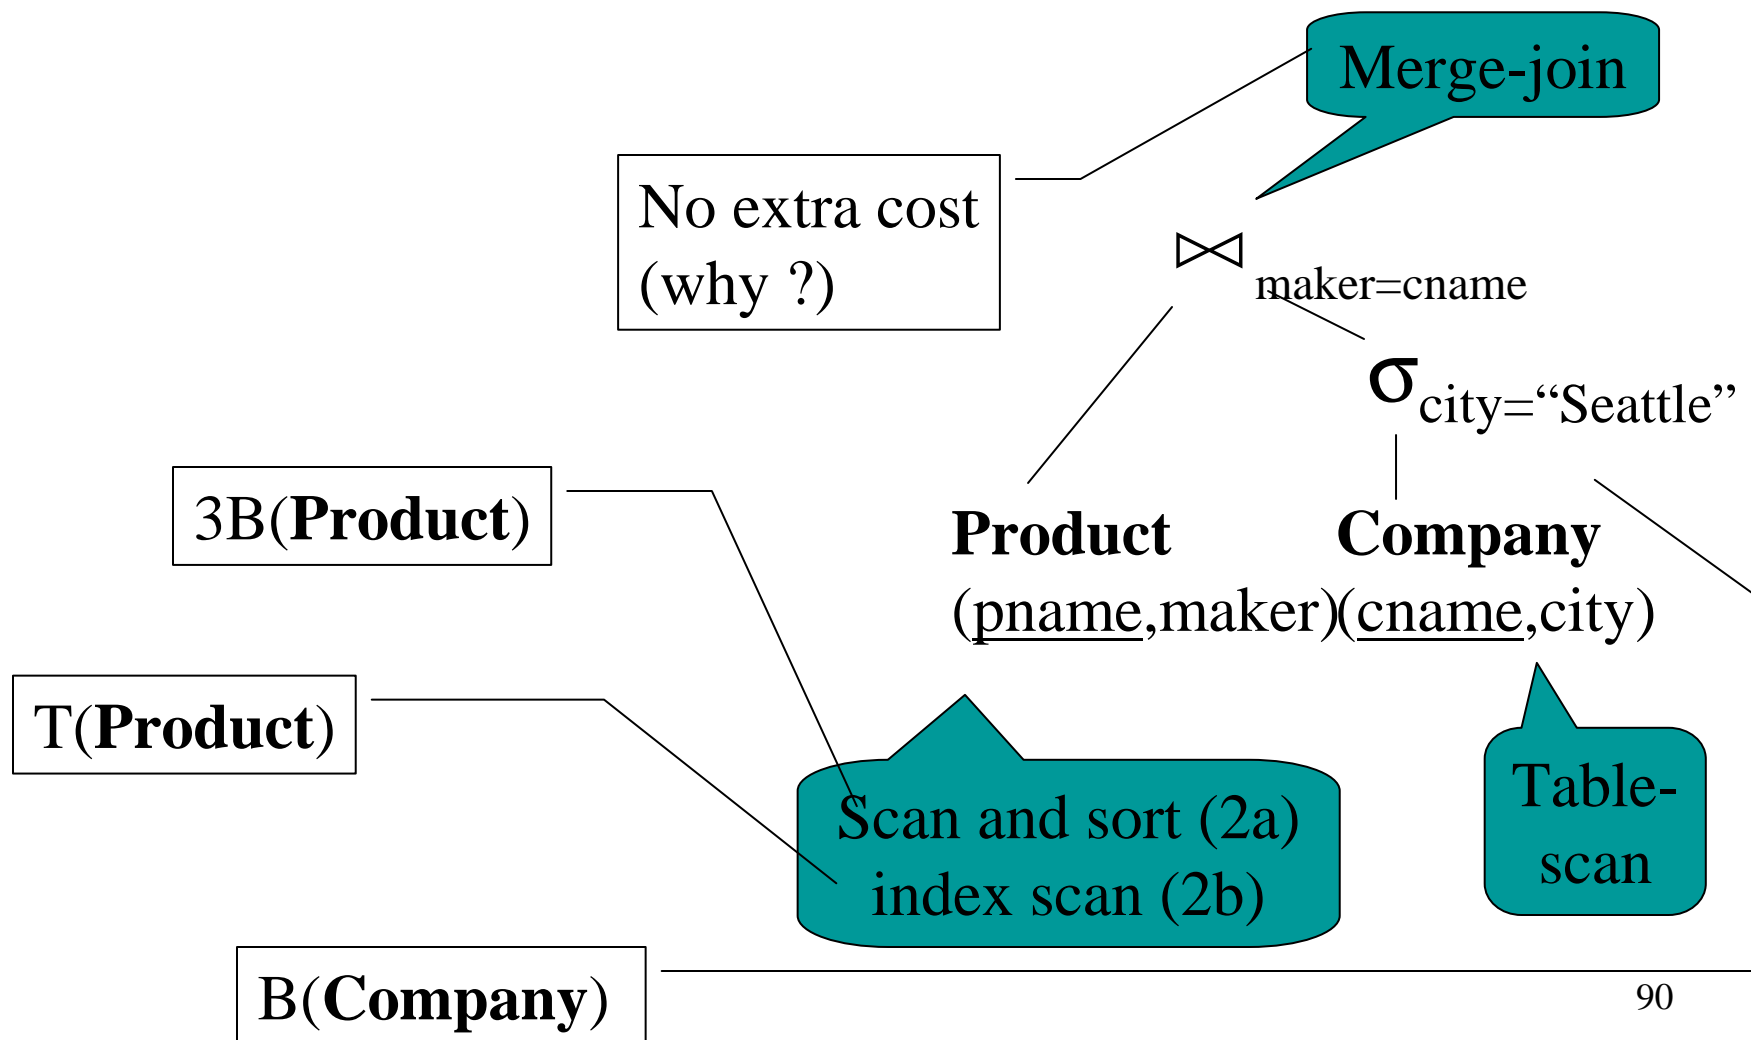 Merge-join
No extra cost
(why ?)
⋈ maker=cname
σcity=“Seattle”
3B(Product)
Product Company
(pname,maker)(cname,city)
T(Product)
Scan and sort (2a)
index scan (2b)
Table-
scan
B(Company)
90